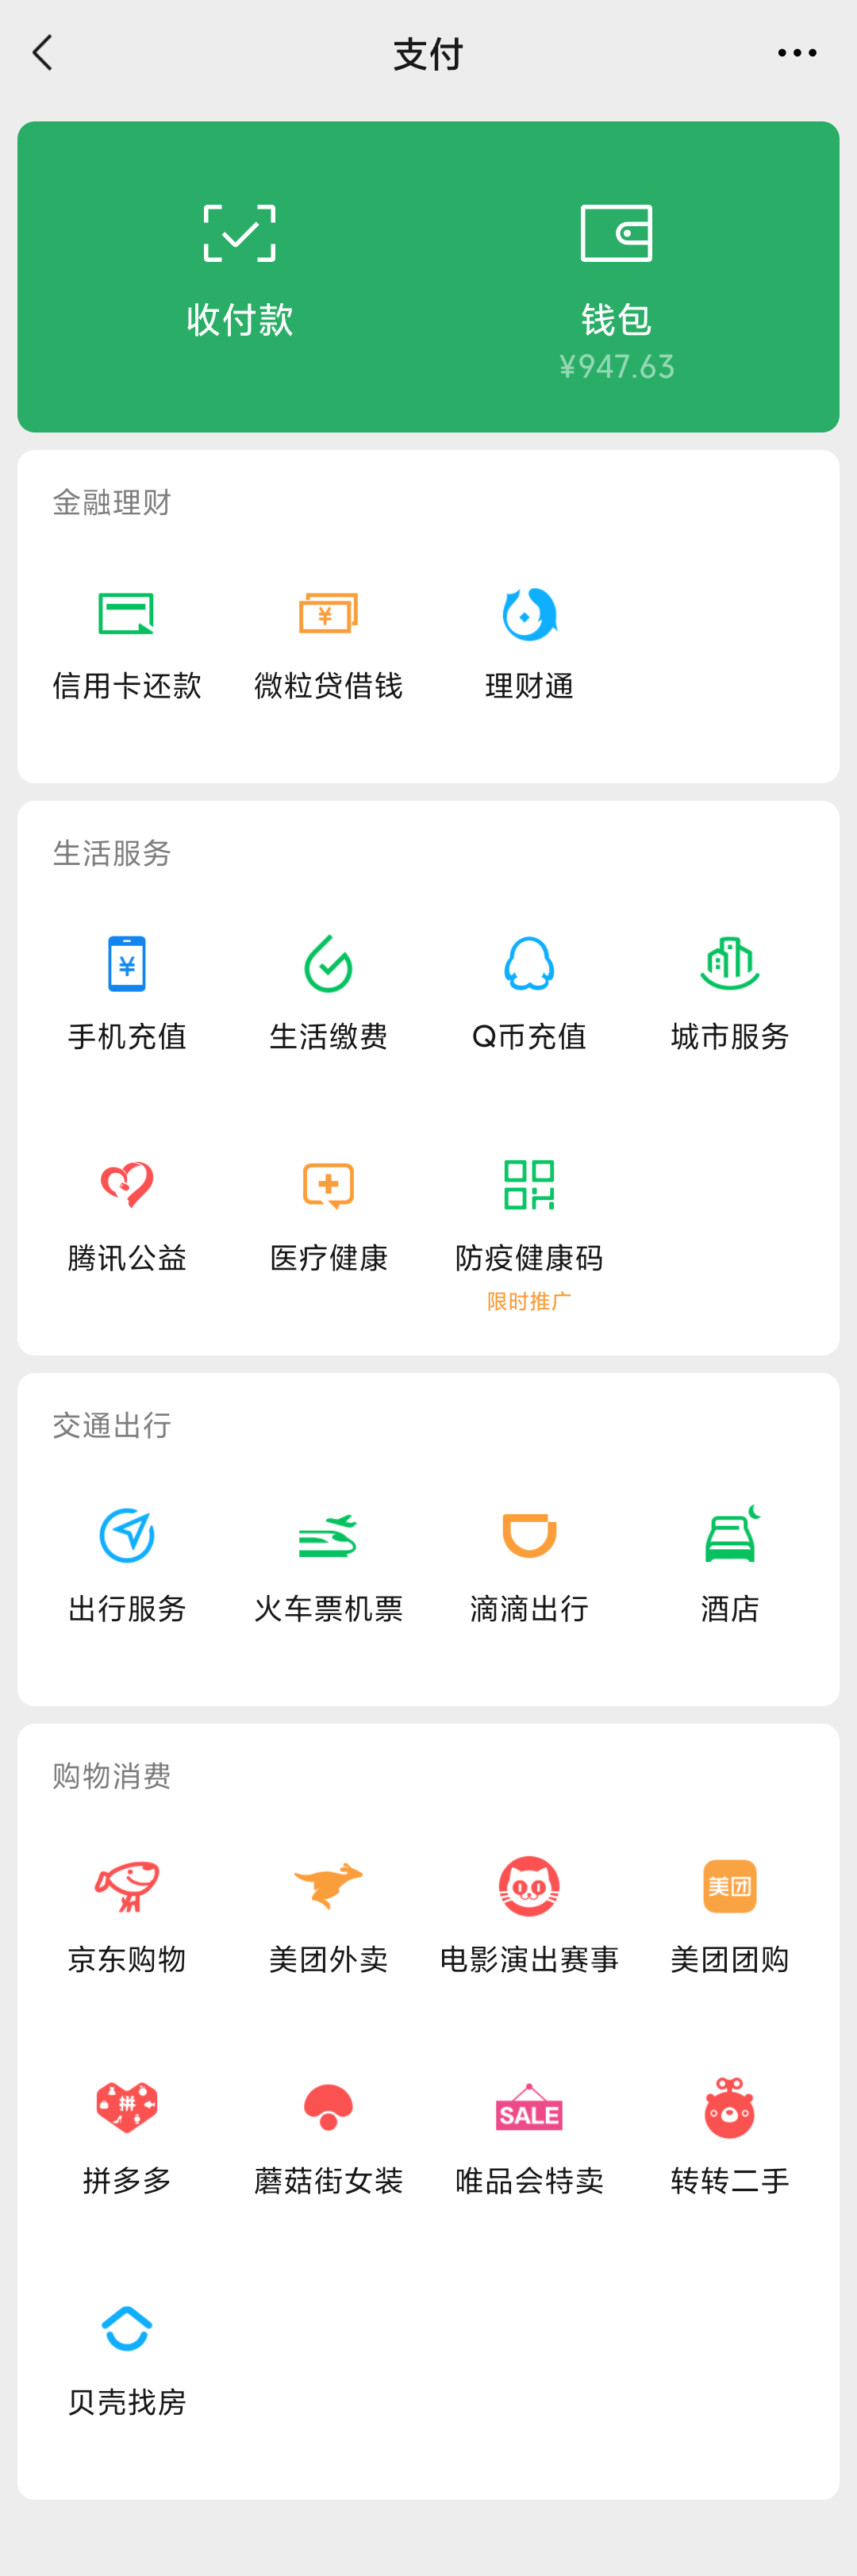 支付
收付款
钱包
¥947.63
金融理财
¥
信用卡还款
微粒贷借钱
理财通
生活服务
¥
手机充值
生活缴费
Q币充值
城市服务
腾讯公益
医疗健康
防疫健康码
限时推广
交通出行
出行服务
火车票机票
滴滴出行
酒店
购物消费
美团
京东购物
美团外卖
电影演出赛事
美团团购
拼
SALE
拼多多
蘑菇街女装
唯品会特卖
转转二手
贝壳找房